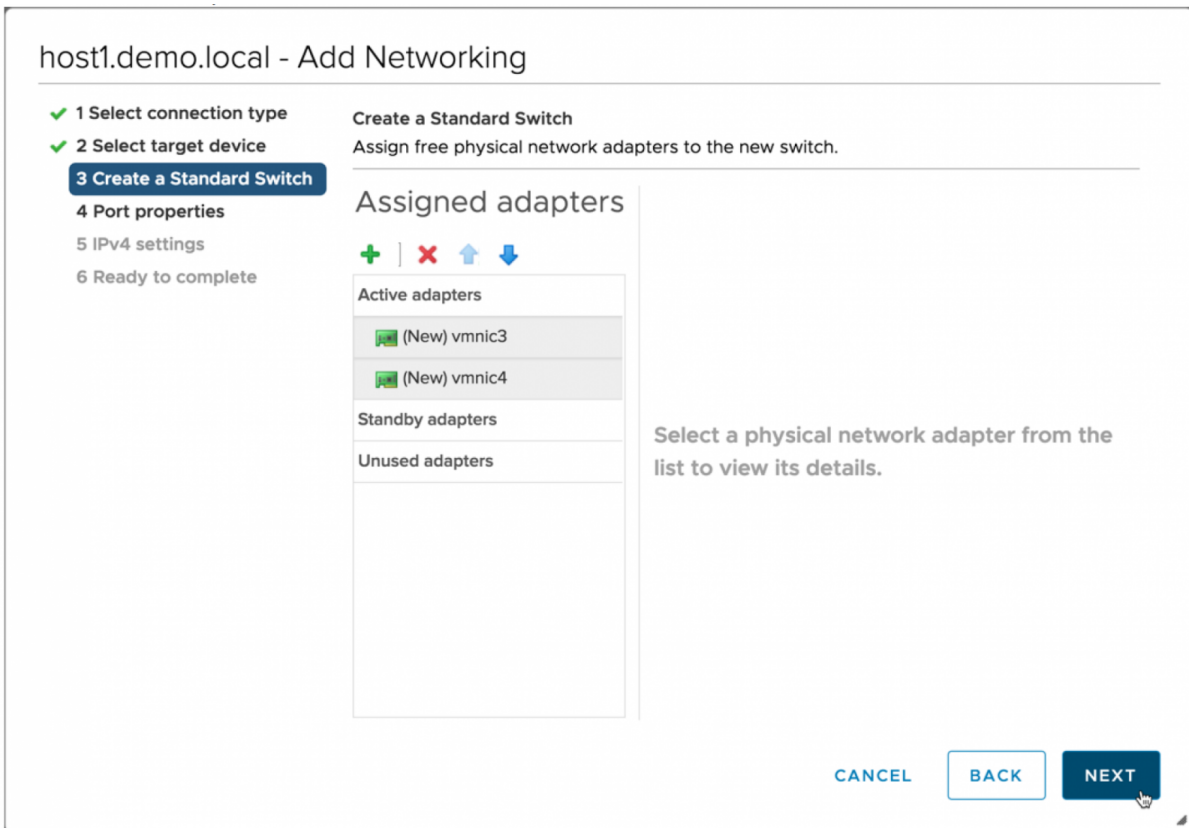 host1.demo.local - Add Networking
1 Select connection type
2 Select target device
3 Create a Standard Switch
4 Port properties
5 IPv4 settings
6 Ready to complete
Create a Standard Switch
Assign free physical network adapters to the new switch.
Assigned adapters
Active adapters
(New) vmnic3
(New) vmnic4
Standby adapters
Unused adapters
Select a physical network adapter from the
list to view its details.
CANCEL
BACK
NEXT